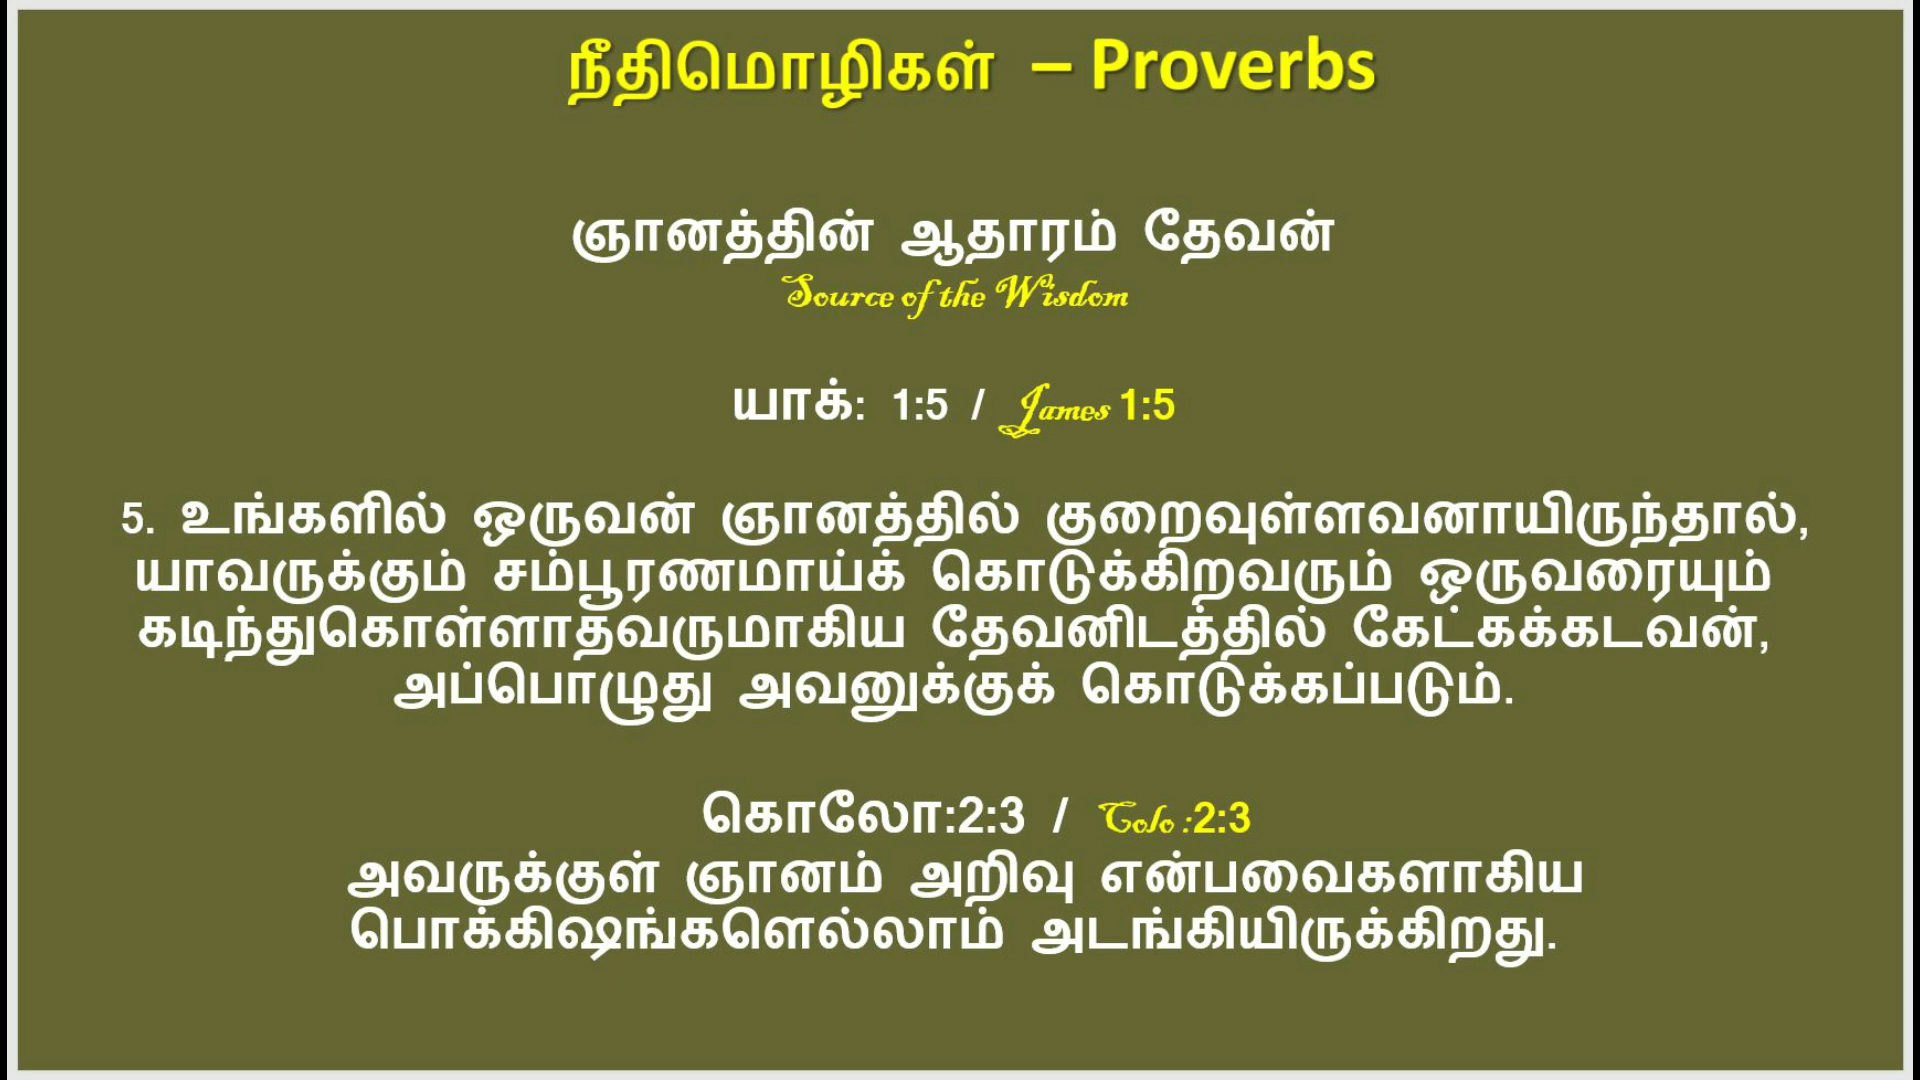 நீதிமொழிகள் – Proverbs
ஞானத்தின் ஆதாரம் தேவன்
Source of the Wisdom
யாக்: 1:5 / James 1:5
5. உங்களில் ஒருவன் ஞானத்தில் குறைவுள்ளவனாயிருந்தால்,
யாவருக்கும் சம்பூரணமாய்க் கொடுக்கிறவரும் ஒருவரையும்
கடிந்துகொள்ளாதவருமாகிய தேவனிடத்தில் கேட்கக்கடவன்,
அப்பொழுது அவனுக்குக் கொடுக்கப்படும்.
கொலோ:2:3 / Colo :2:3
அவருக்குள் ஞானம் அறிவு என்பவைகளாகிய
பொக்கிஷங்களெல்லாம் அடங்கியிருக்கிறது.